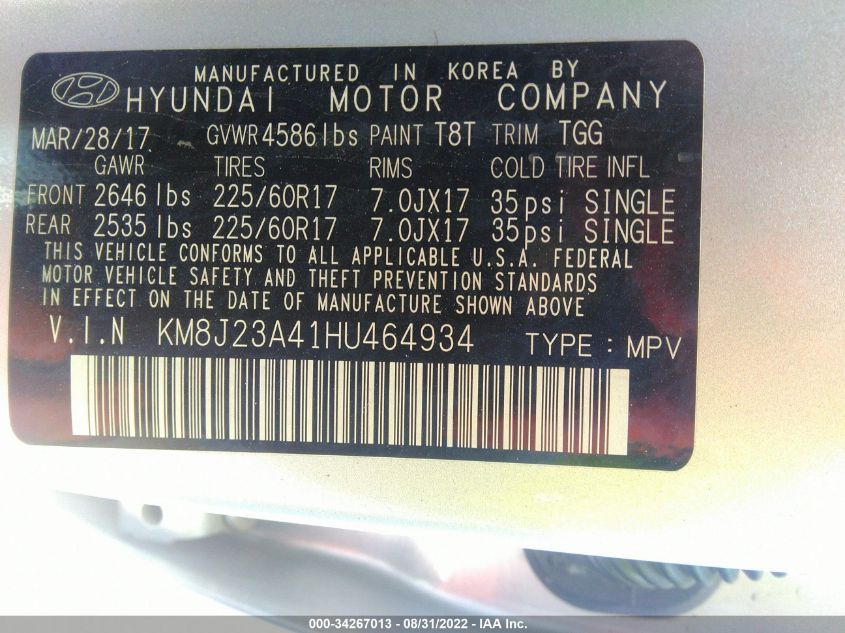 MANUFACTURED IN KOREA BY
HYUNDAI MOTOR COMPANY
MAR/28/17 GVWR 4586 lbs PAINT T8T TRIM TGG
GAWR TIRES RIMS COLD TIRE INFL
FRONT 2646 lbs 225/60R17 7.0JX17 35psi SINGLE
REAR 2535 lbs 225/60R17 7.0JX17 35psi SINGLE
THIS VEHICLE CONFORMS TO ALL APPLICABLE U.S.A. FEDERAL
MOTOR VEHICLE SAFETY AND THEFT PREVENTION STANDARDS
IN EFFECT ON THE DATE OF MANUFACTURE SHOWN ABOVE
V.I.N KM8J23A41HU464934 TYPE : MPV
000-34267013 - 08/31/2022 - IAA Inc.